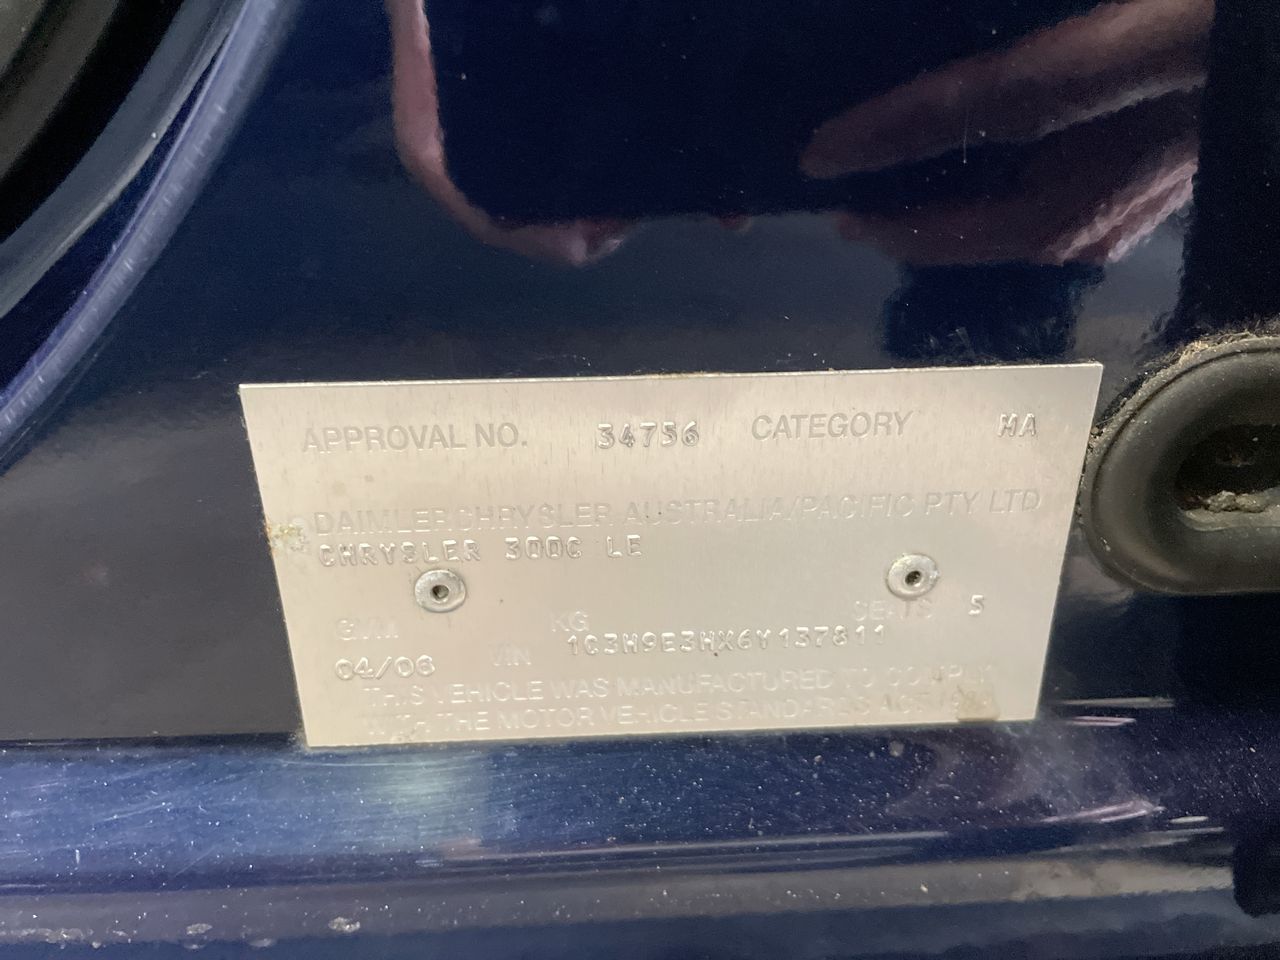 APPROVAL NO. 34756 CATEGORY MA
DAIMLERCHRYSLER AUSTRALIA/PACIFIC PTY LTD
CHRYSLER 300C LE
GVM KG SEATS 5
04/06 VIN 1C3H9E3HX6Y137811
THIS VEHICLE WAS MANUFACTURED TO COMPLY
WITH THE MOTOR VEHICLE STANDARDS ACT 1989